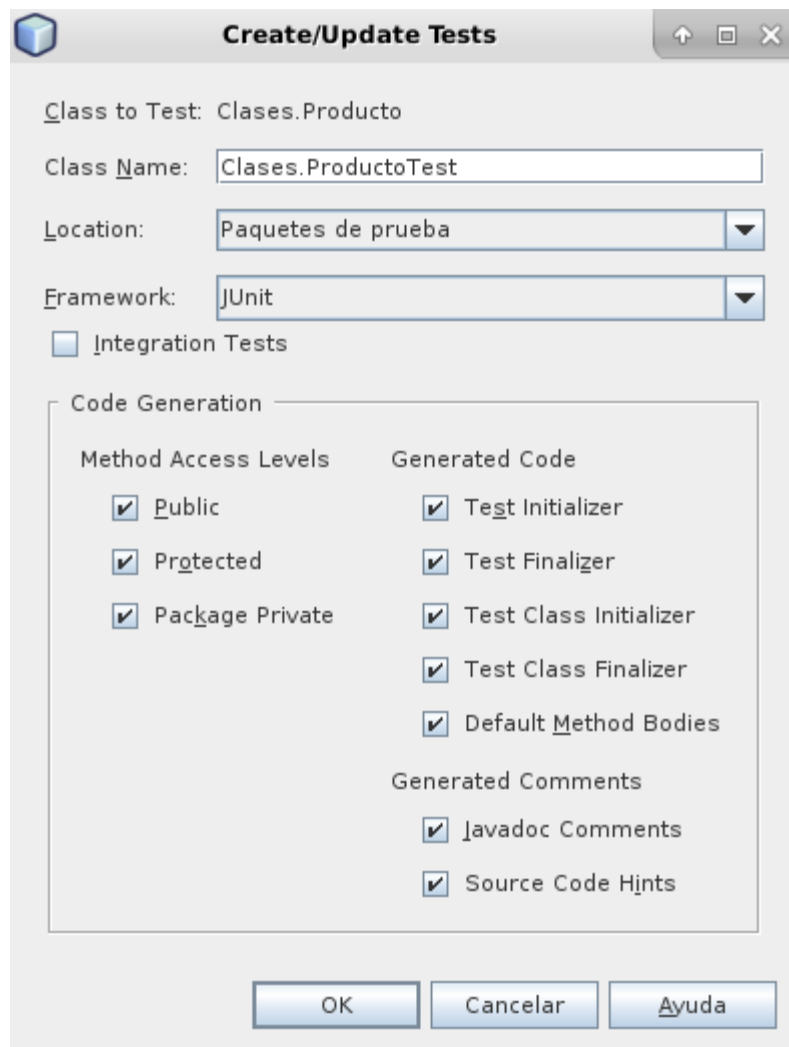 Create/Update Tests
Class to Test: Clases.Producto
Class Name: Clases.ProductoTest
Location: Paquetes de prueba
Framework: JUnit
Integration Tests
Code Generation
Method Access Levels Generated Code
Public Test Initializer
Protected Test Finalizer
Package Private Test Class Initializer
Test Class Finalizer
Default Method Bodies
Generated Comments
Javadoc Comments
Source Code Hints
OK Cancelar Ayuda